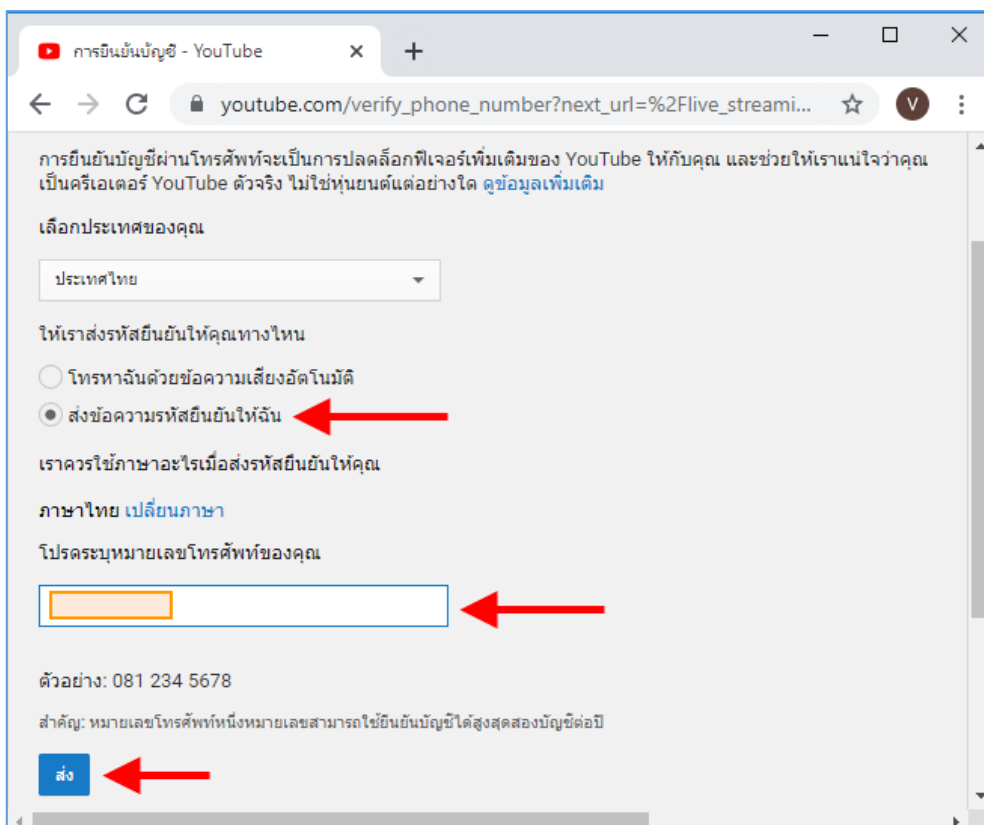 การยืนยันบัญชี - YouTube
youtube.com/verify_phone_number?next_url=%2Flive_streami...
V
การยืนยันบัญชีผ่านโทรศัพท์จะเป็นการปลดล็อกฟีเจอร์เพิ่มเติมของ YouTube ให้กับคุณ และช่วยให้เราแน่ใจว่าคุณ
เป็นครีเอเตอร์ YouTube ตัวจริง ไม่ใช่หุ่นยนต์แต่อย่างใด ดูข้อมูลเพิ่มเติม
เลือกประเทศของคุณ
ประเทศไทย
ให้เราส่งรหัสยืนยันให้คุณทางไหน
โทรหาฉันด้วยข้อความเสียงอัตโนมัติ
ส่งข้อความรหัสยืนยันให้ฉัน
เราควรใช้ภาษาอะไรเมื่อส่งรหัสยืนยันให้คุณ
ภาษาไทย เปลี่ยนภาษา
โปรดระบุหมายเลขโทรศัพท์ของคุณ
ตัวอย่าง: 081 234 5678
สำคัญ: หมายเลขโทรศัพท์หนึ่งหมายเลขสามารถใช้ยืนยันบัญชีได้สูงสุดสองบัญชีต่อปี
ส่ง